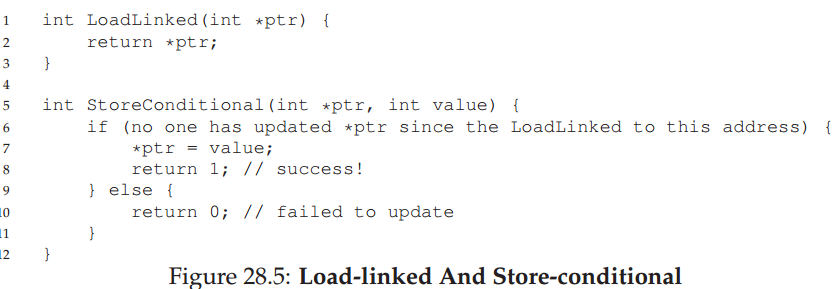 1 int LoadLinked(int *ptr) {
2 return *ptr;
3 }
4
5 int StoreConditional(int *ptr, int value) {
6 if (no one has updated *ptr since the LoadLinked to this address) {
7 *ptr = value;
8 return 1; // success!
9 } else {
10 return 0; // failed to update
11 }
12 }
Figure 28.5: Load-linked And Store-conditional